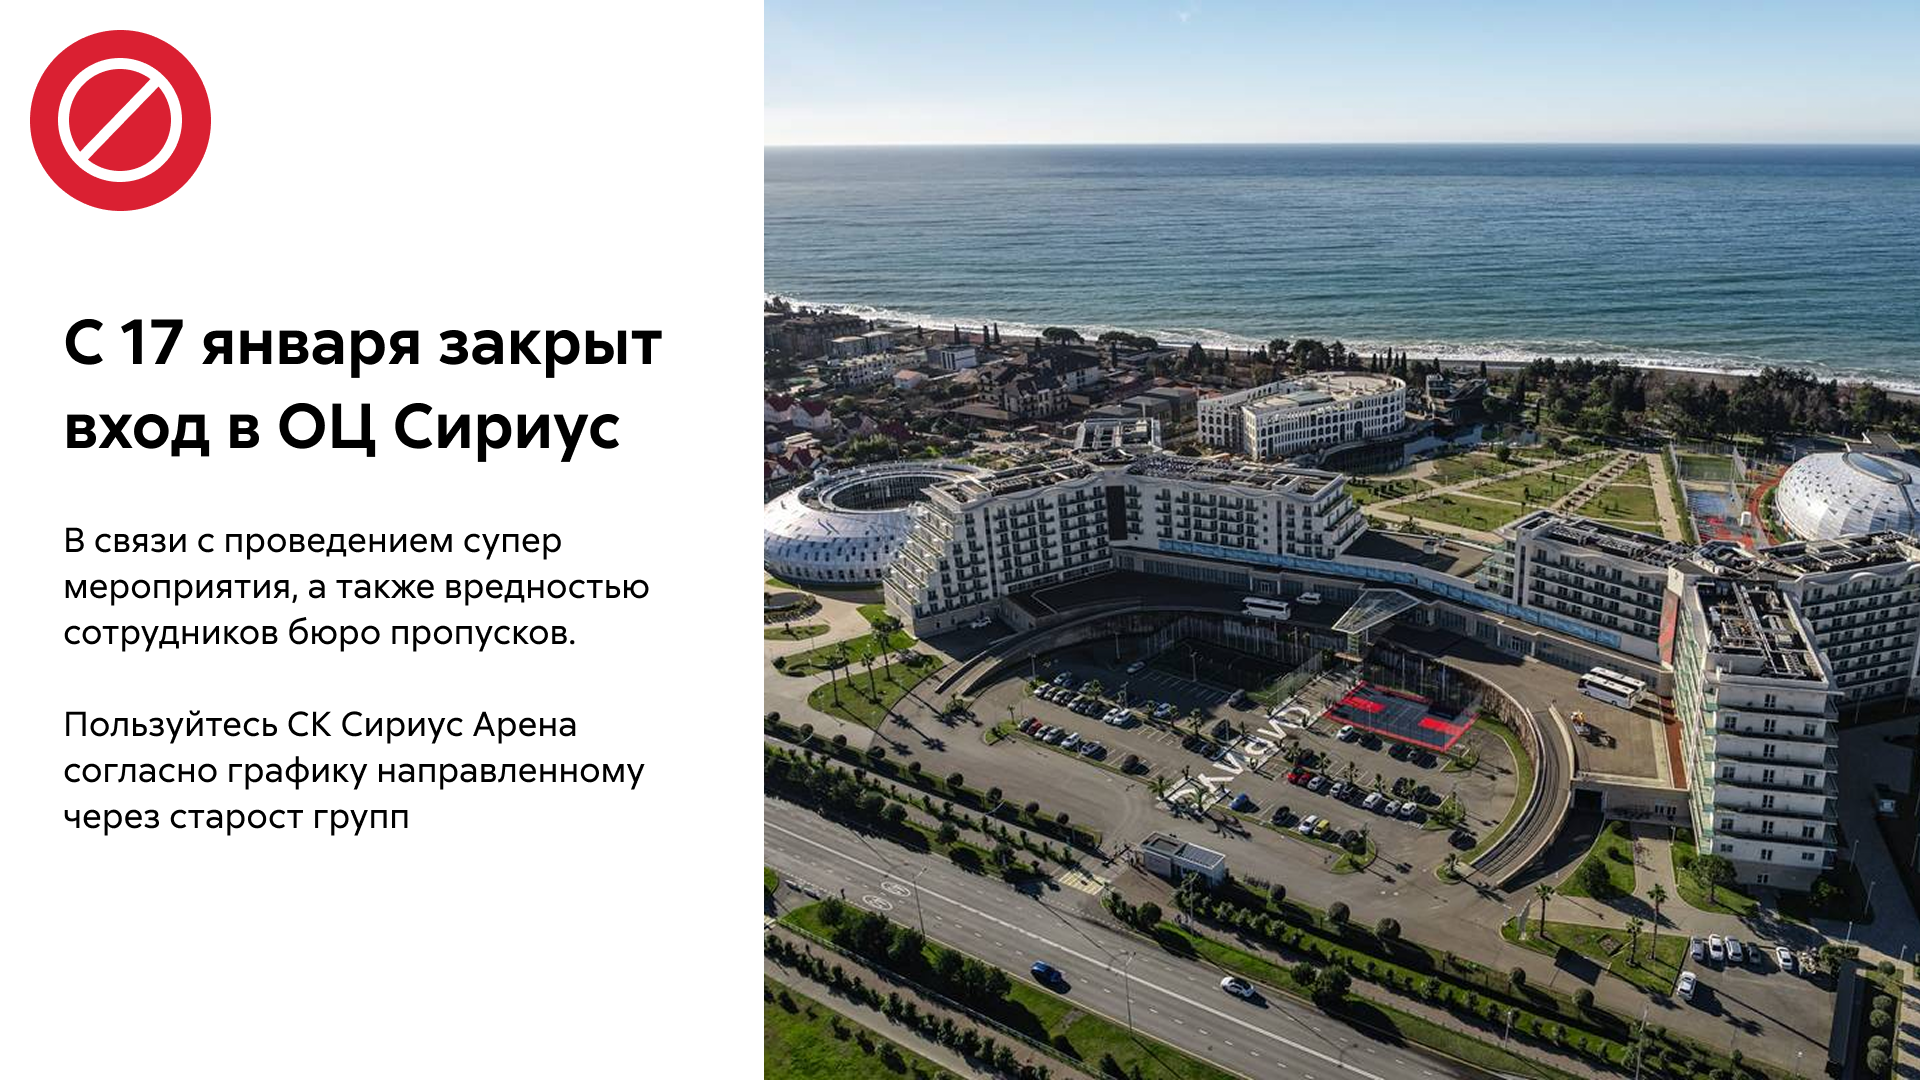 С 17 января закрыт
вход в ОЦ Сириус
В связи с проведением супер
мероприятия, а также вредностью
сотрудников бюро пропусков.
Пользуйтесь СК Сириус Арена
согласно графику направленному
через старост групп